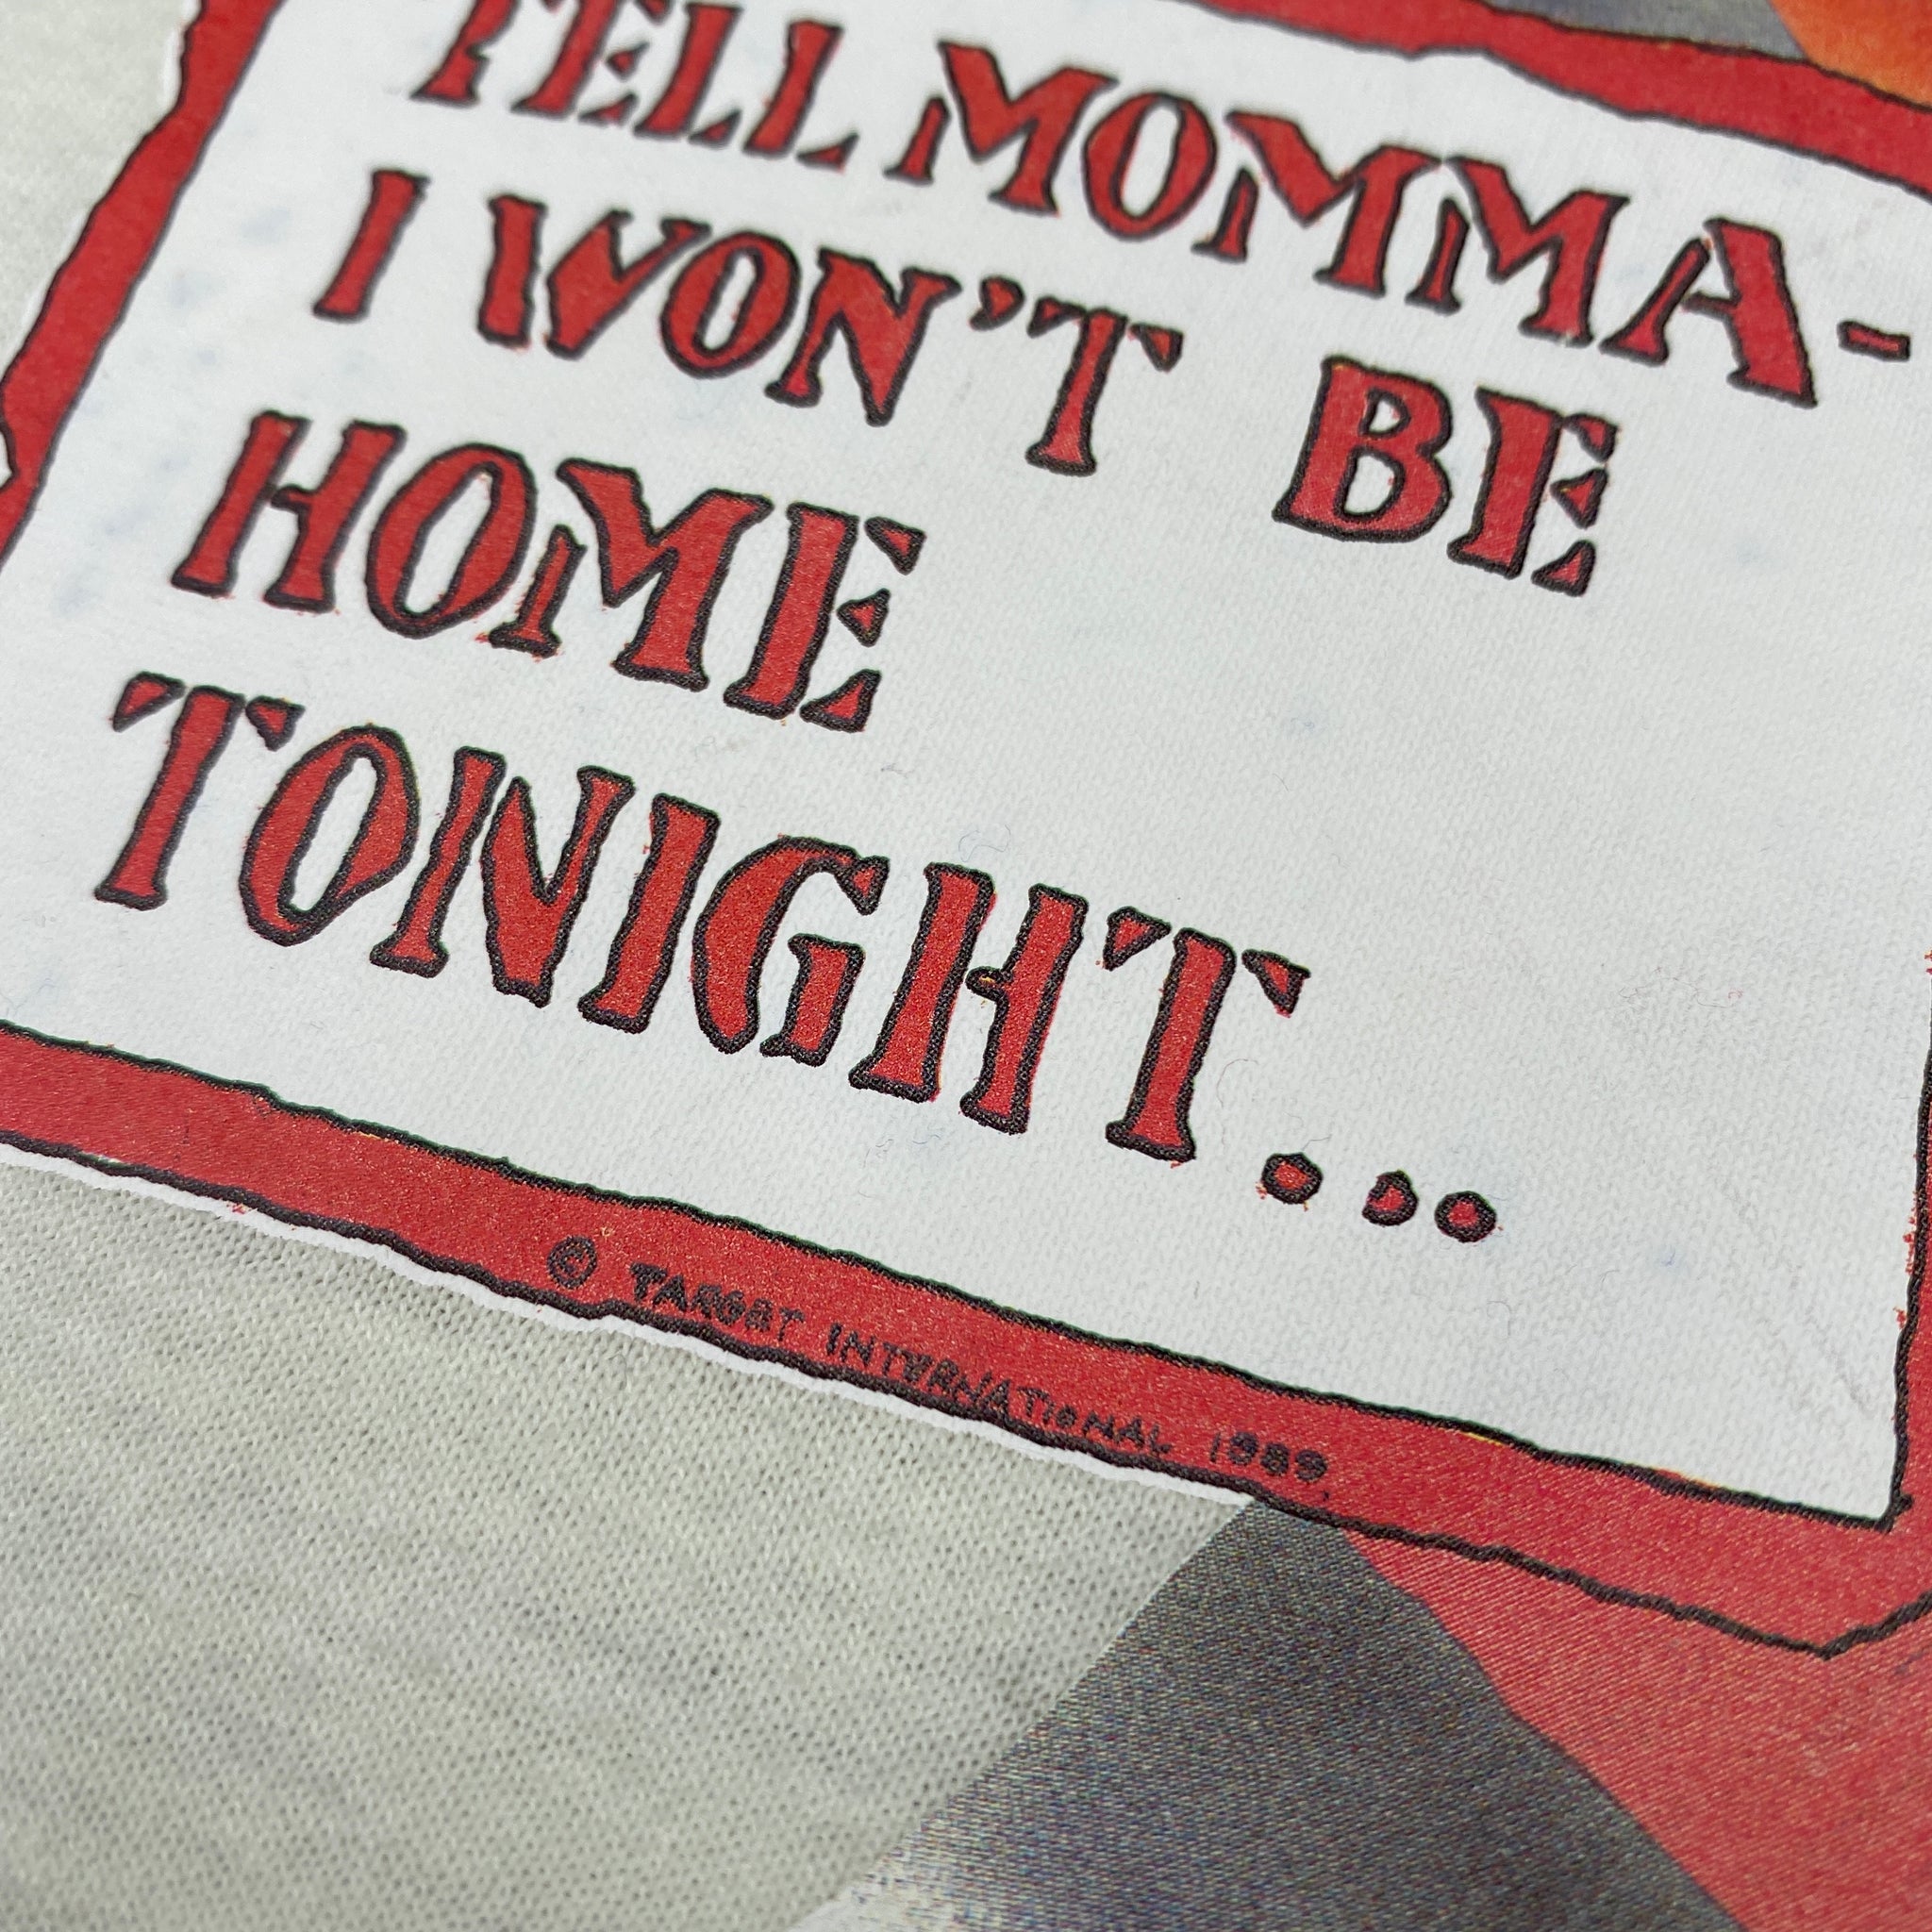 TELL MOMMA-
I WON'T BE
HOME
TONIGHT...
© TARGET INTERNATIONAL 1989.